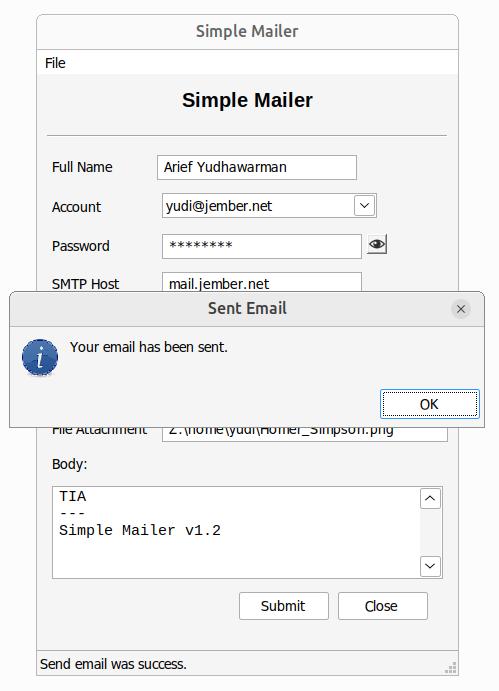 Simple Mailer
File
Simple Mailer
Full Name Arief Yudhawarman
Account yudi@jember.net
Password ********
SMTP Host mail.jember.net
Sent Email
i Your email has been sent.
OK
File Attachment Z:\home\yudi\Homer_Simpson.png
Body:
TIA
---
Simple Mailer v1.2
Submit Close
Send email was success.